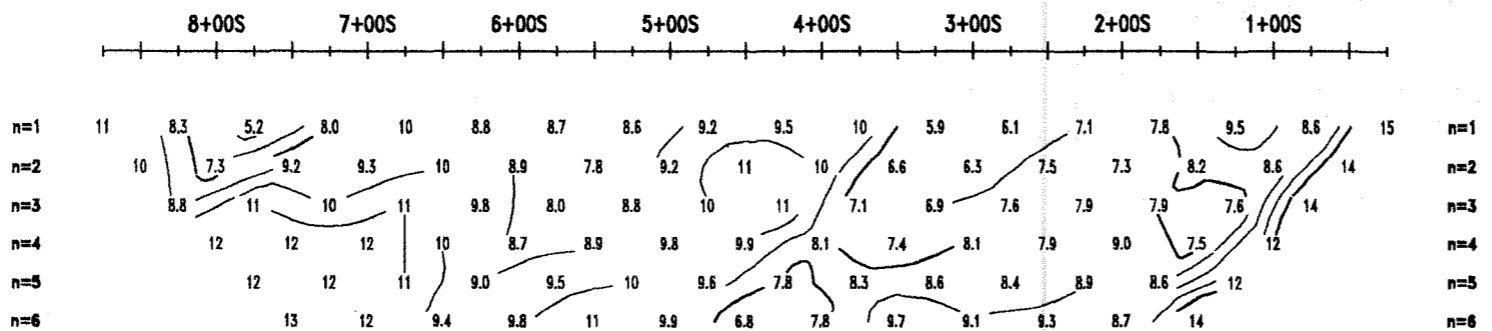 8+00S 7+00S 6+00S 5+00S 4+00S 3+00S 2+00S 1+00S
n=1 11 8.3 5.2 8.0 10 8.8 8.7 8.6 9.2 9.5 10 5.9 6.1 7.1 7.8 9.5 8.6 15 n=1
n=2 10 7.3 9.2 9.3 10 8.9 7.8 9.2 11 10 6.6 6.3 7.5 7.3 8.2 8.6 14 n=2
n=3 8.8 11 10 11 9.8 8.0 8.8 10 11 7.1 6.9 7.6 7.9 7.9 7.6 14 n=3
n=4 12 12 12 10 8.7 8.9 9.8 9.9 8.1 7.4 8.1 7.9 9.0 7.5 12 n=4
n=5 12 12 11 9.0 9.5 10 9.6 7.8 8.3 8.6 8.4 8.9 8.6 12 n=5
n=6 13 12 9.4 9.8 11 9.9 6.8 7.8 9.7 9.1 9.3 8.7 14 n=6